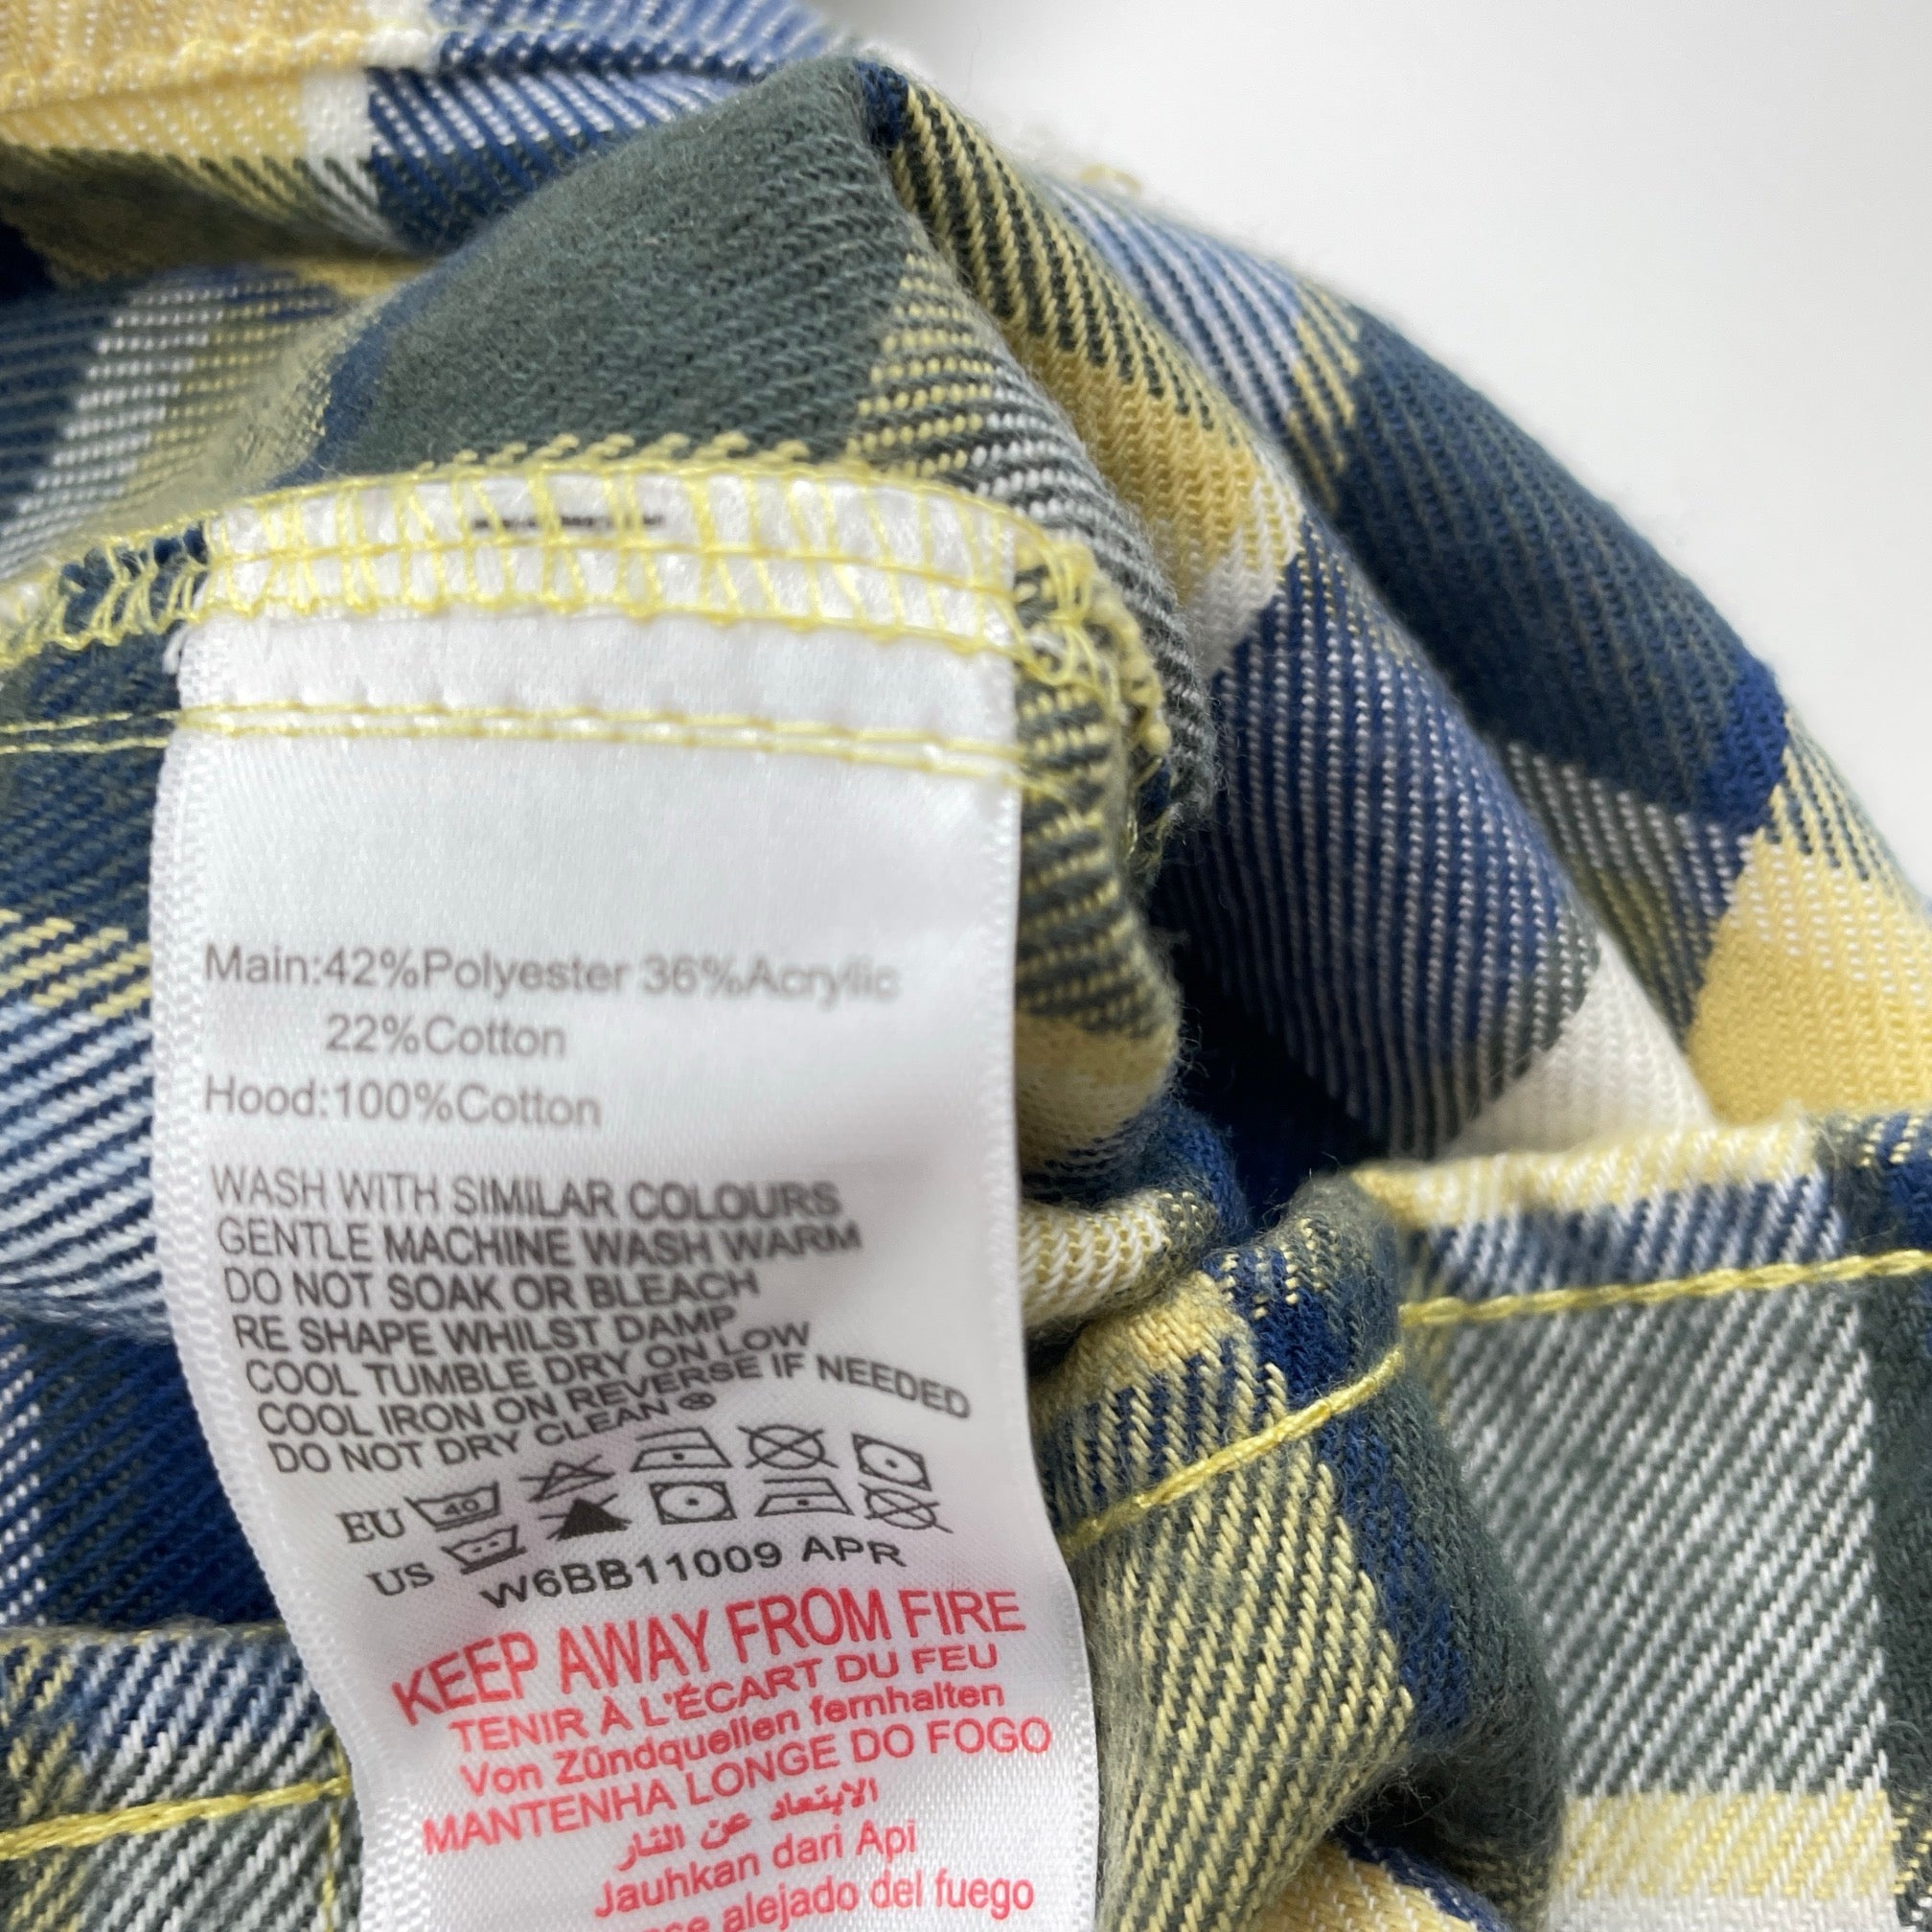 Main:42%Polyester 36%Acrylic
22%Cotton
Hood:100%Cotton
WASH WITH SIMILAR COLOURS
GENTLE MACHINE WASH WARM
DO NOT SOAK OR BLEACH
RE SHAPE WHILST DAMP
COOL TUMBLE DRY ON LOW
COOL IRON ON REVERSE IF NEEDED
DO NOT DRY CLEAN ®
EU 40
US
W6BB11009 APR
KEEP AWAY FROM FIRE
TENIR À L'ÉCART DU FEU
Von Zündquellen fernhalten
MANTENHA LONGE DO FOGO
الابتعاد عن النار
Jauhkan dari Api
alejado del fuego